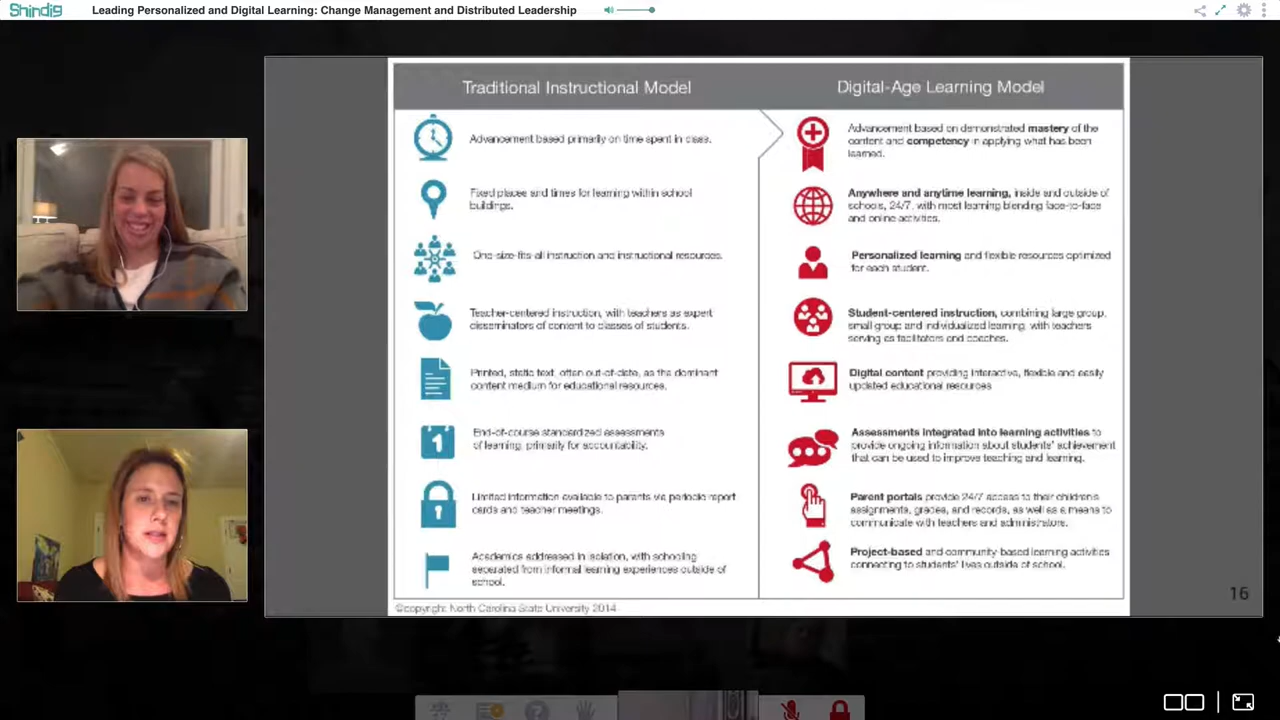 Shindig
Leading Personalized and Digital Learning: Change Management and Distributed Leadership
Traditional Instructional Model
Digital-Age Learning Model
Advancement based primarily on time spent in class.
Advancement based on demonstrated mastery of the
content and competency in applying what has been
learned.
Fixed places and times for learning within school
buildings.
Anywhere and anytime learning, inside and outside of
schools, 24/7, with most learning blending face-to-face
and online activities.
One-size-fits-all instruction and instructional resources.
Personalized learning and flexible resources optimized
for each student.
Teacher-centered instruction, with teachers as expert
disseminators of content to classes of students.
Student-centered instruction, combining large group,
small group and individualized learning, with teachers
serving as facilitators and coaches.
Printed, static text, often out-of-date, as the dominant
content medium for educational resources.
Digital content providing interactive, flexible and easily
updated educational resources
1
End-of-course standardized assessments
of learning, primarily for accountability.
Assessments integrated into learning activities to
provide ongoing information about students' achievement
that can be used to improve teaching and learning.
Limited information available to parents via periodic report
cards and teacher meetings.
Parent portals provide 24/7 access to their children's
assignments, grades, and records, as well as a means to
communicate with teachers and administrators.
Academics addressed in isolation, with schooling
separated from informal learning experiences outside of
school.
Project-based and community-based learning activities
connecting to students' lives outside of school.
©copyright: North Carolina State University 2014
16